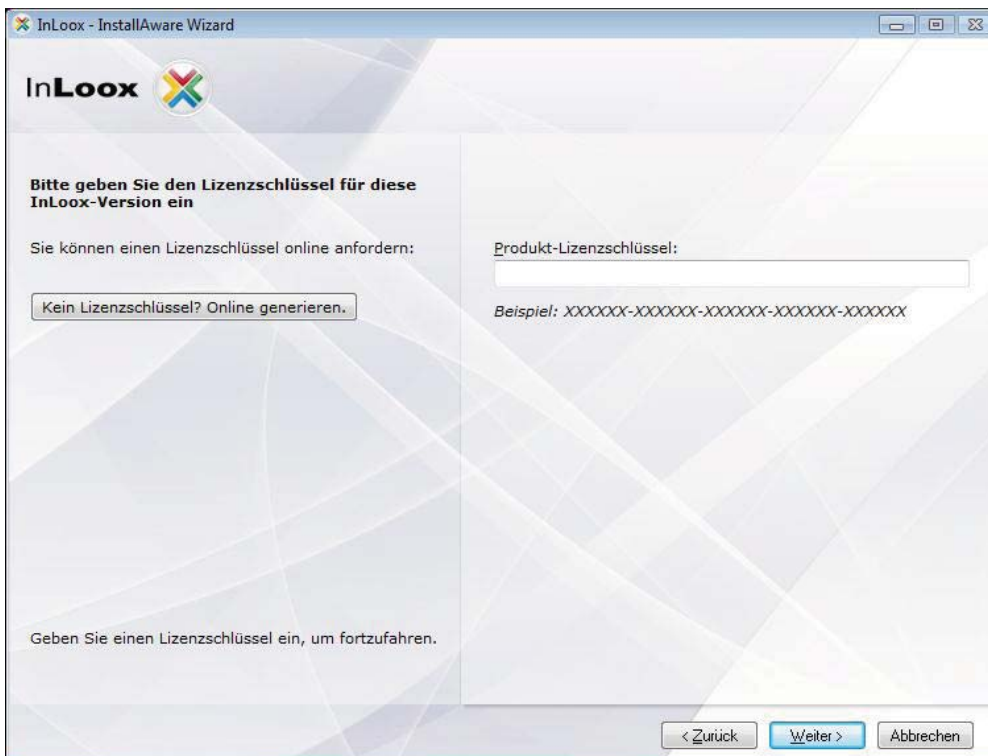 InLoox - InstallAware Wizard
InLoox
Bitte geben Sie den Lizenzschlüssel für diese
InLoox-Version ein
Sie können einen Lizenzschlüssel online anfordern:
Kein Lizenzschlüssel? Online generieren.
Produkt-Lizenzschlüssel:
Beispiel: XXXXXX-XXXXXX-XXXXXX-XXXXXX-XXXXXX
Geben Sie einen Lizenzschlüssel ein, um fortzufahren.
< Zurück
Weiter >
Abbrechen